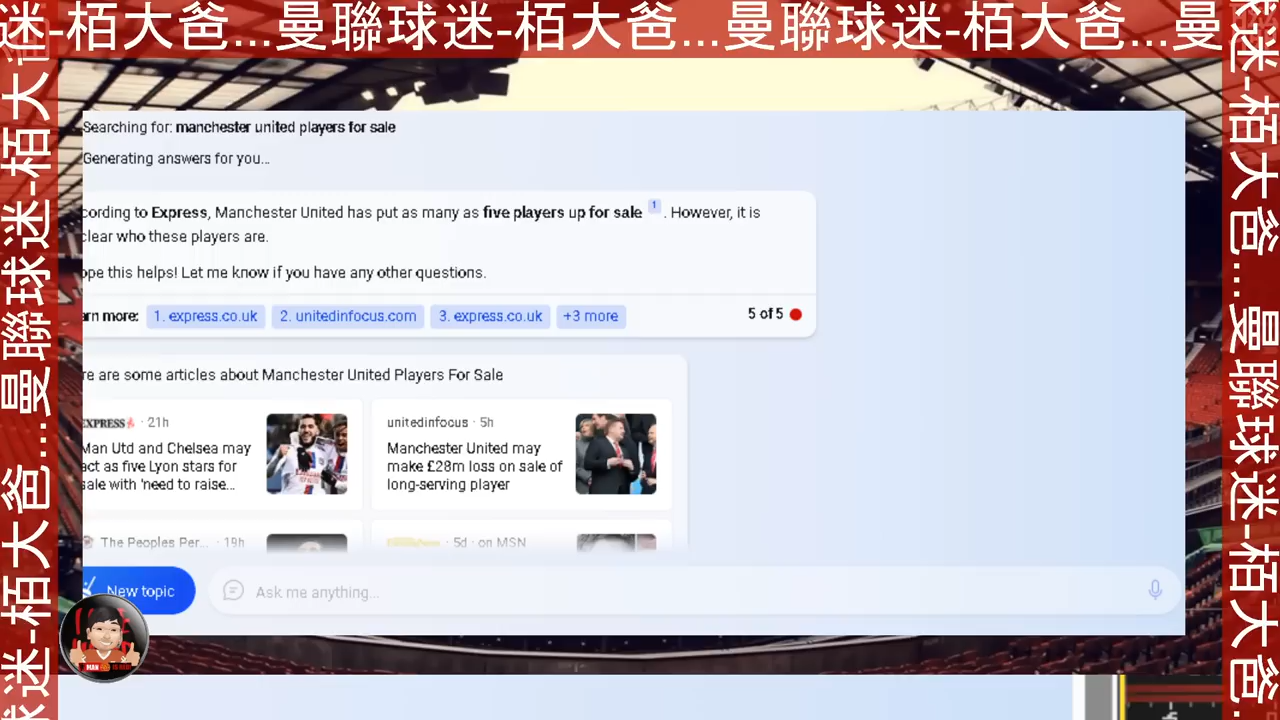 迷-栢大爸...曼聯球迷-栢大爸...曼聯球迷-栢大爸...曼
Searching for: manchester united players for sale
Generating answers for you...
cording to Express, Manchester United has put as many as five players up for sale 1 . However, it is
clear who these players are.
ope this helps! Let me know if you have any other questions.
arn more: 1. express.co.uk 2. unitedinfocus.com 3. express.co.uk +3 more 5 of 5
re are some articles about Manchester United Players For Sale
EXPRESS · 21h
Man Utd and Chelsea may
act as five Lyon stars for
sale with 'need to raise...
unitedinfocus · 5h
Manchester United may
make £28m loss on sale of
long-serving player
The Peoples Per... · 19h
· 5d · on MSN
New topic
Ask me anything...
球迷-栢大爸...曼聯球迷-栢大爸...曼聯球迷-栢大爸
求迷-栢大爸...曼聯球迷-栢大爸...